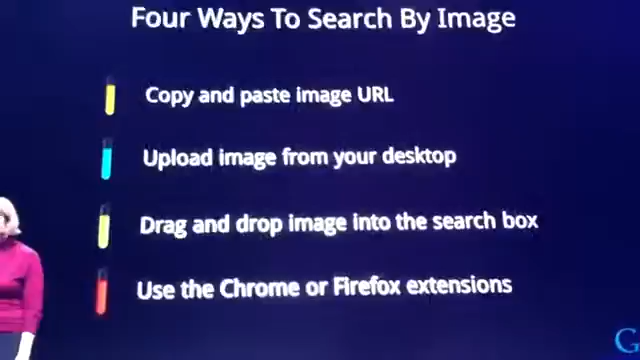 Four Ways To Search By Image
Copy and paste image URL
Upload image from your desktop
Drag and drop image into the search box
Use the Chrome or Firefox extensions
G